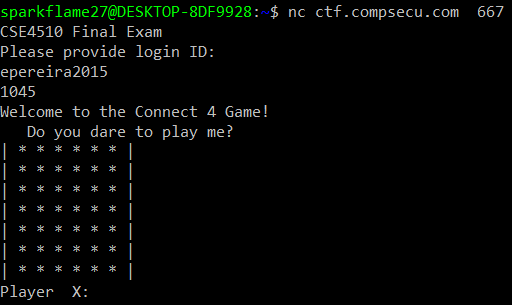 sparkflame27@DESKTOP-8DF9928:~$ nc ctf.compsecu.com  667
CSE4510 Final Exam
Please provide login ID:
epereira2015
1045
Welcome to the Connect 4 Game!
   Do you dare to play me?
| * * * * * * |
| * * * * * * |
| * * * * * * |
| * * * * * * |
| * * * * * * |
| * * * * * * |
| * * * * * * |
Player  X: